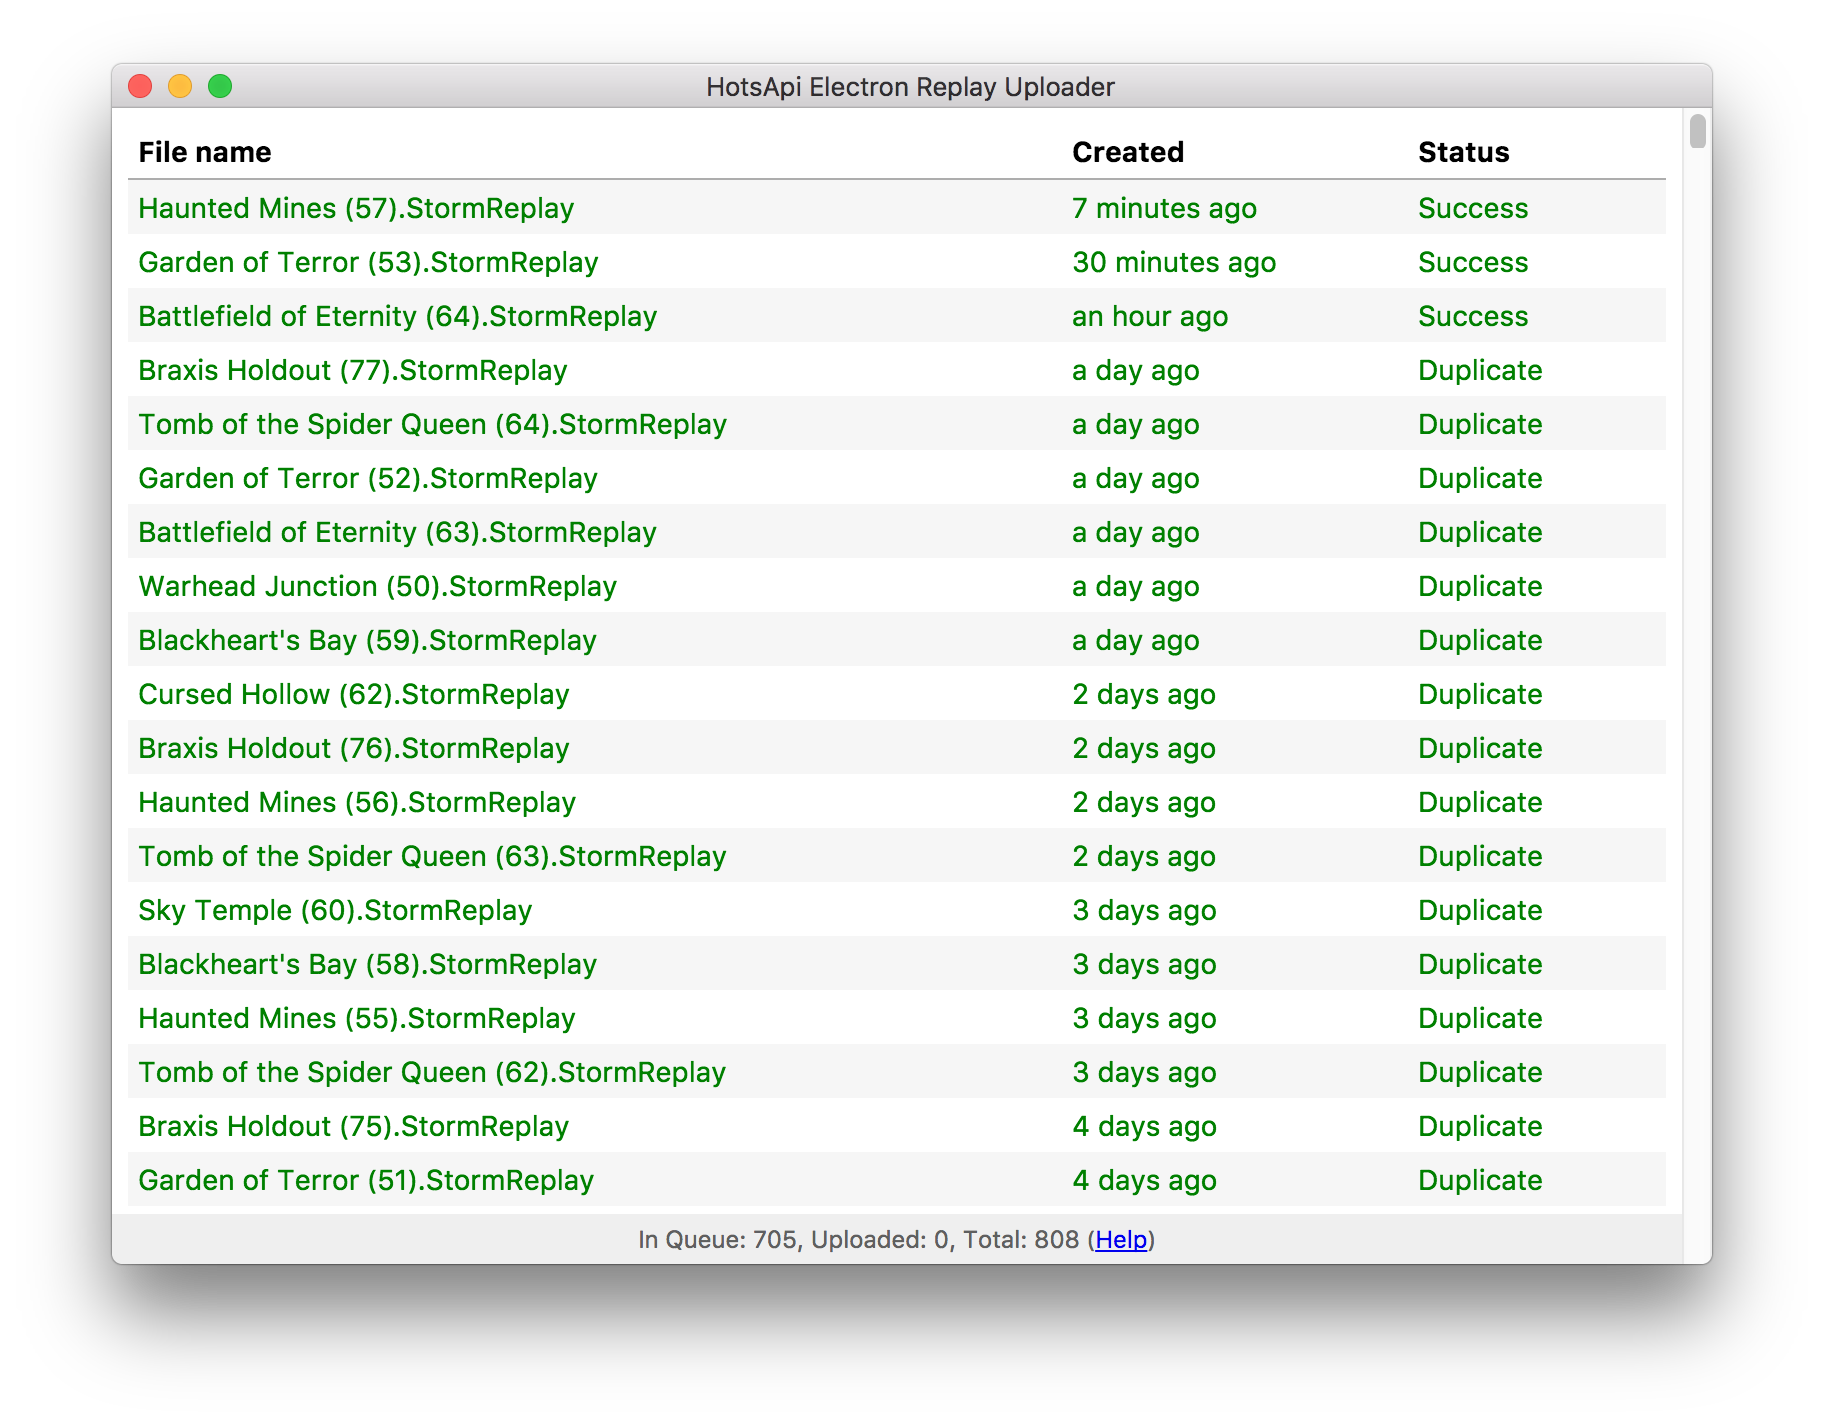 HotsApi Electron Replay Uploader
File name Created Status
Haunted Mines (57).StormReplay 7 minutes ago Success
Garden of Terror (53).StormReplay 30 minutes ago Success
Battlefield of Eternity (64).StormReplay an hour ago Success
Braxis Holdout (77).StormReplay a day ago Duplicate
Tomb of the Spider Queen (64).StormReplay a day ago Duplicate
Garden of Terror (52).StormReplay a day ago Duplicate
Battlefield of Eternity (63).StormReplay a day ago Duplicate
Warhead Junction (50).StormReplay a day ago Duplicate
Blackheart's Bay (59).StormReplay a day ago Duplicate
Cursed Hollow (62).StormReplay 2 days ago Duplicate
Braxis Holdout (76).StormReplay 2 days ago Duplicate
Haunted Mines (56).StormReplay 2 days ago Duplicate
Tomb of the Spider Queen (63).StormReplay 2 days ago Duplicate
Sky Temple (60).StormReplay 3 days ago Duplicate
Blackheart's Bay (58).StormReplay 3 days ago Duplicate
Haunted Mines (55).StormReplay 3 days ago Duplicate
Tomb of the Spider Queen (62).StormReplay 3 days ago Duplicate
Braxis Holdout (75).StormReplay 4 days ago Duplicate
Garden of Terror (51).StormReplay 4 days ago Duplicate
In Queue: 705, Uploaded: 0, Total: 808 (Help)